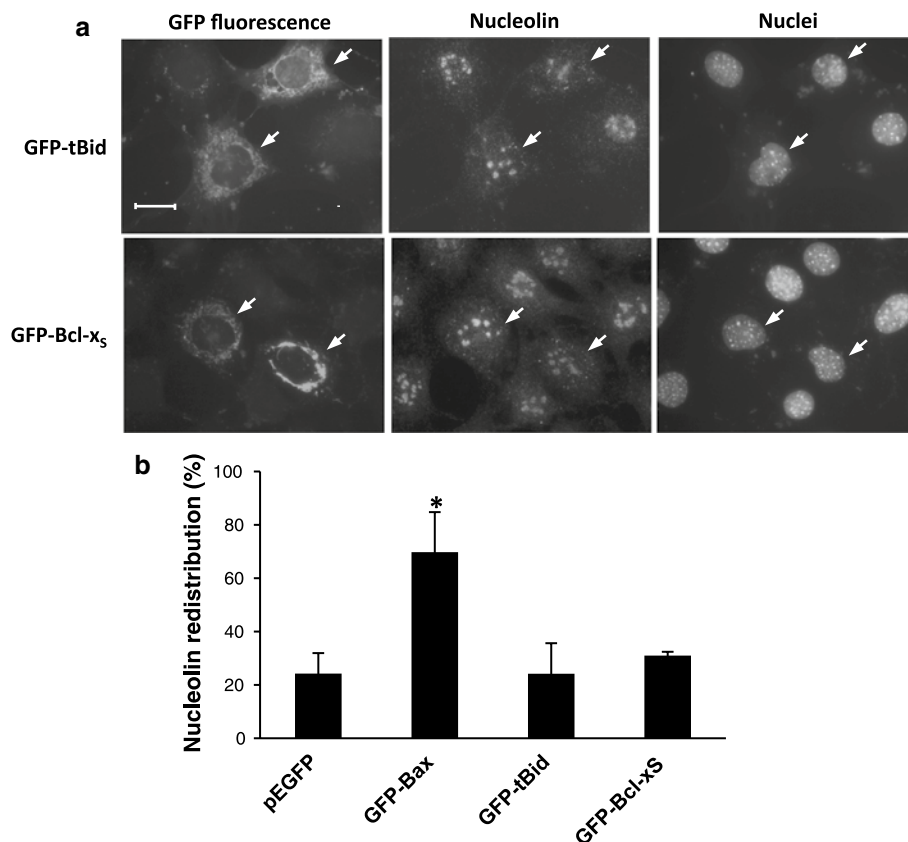 a
GFP fluorescence Nucleolin Nuclei
GFP-tBid
GFP-Bcl-xS
b
Nucleolin redistribution (%)
100
80
60
40
20
0
*
pEGFP
GFP-Bax
GFP-tBid
GFP-Bcl-xS